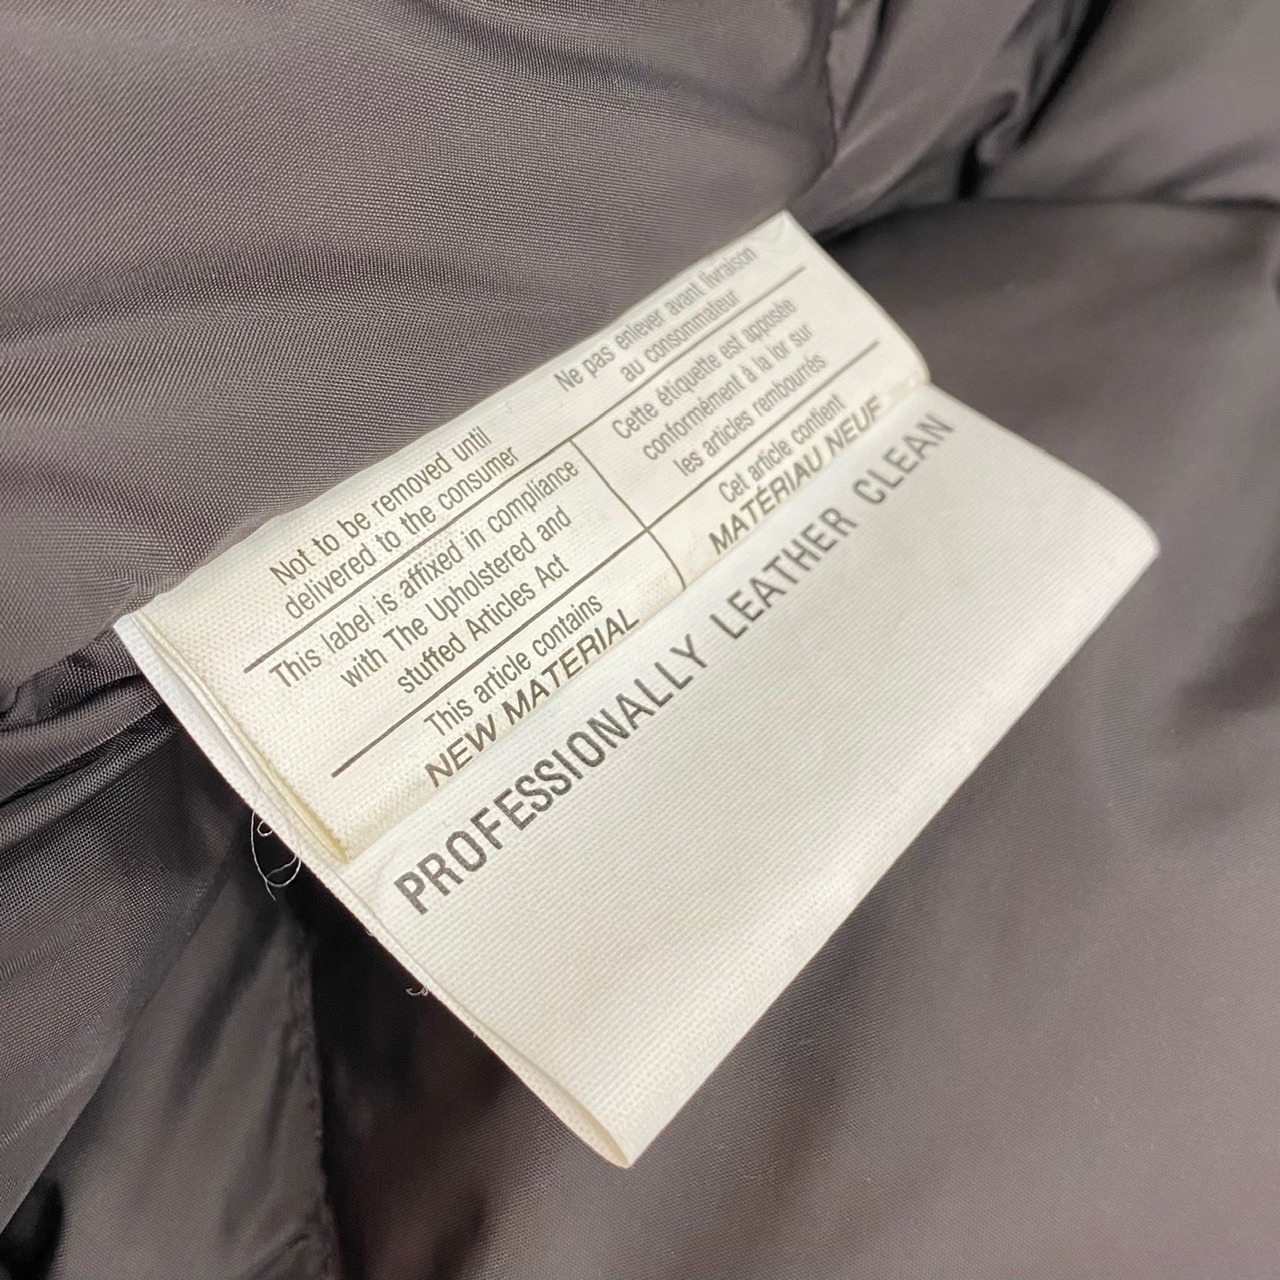 Not to be removed until
delivered to the consumer
Ne pas enlever avant livraison
au consommateur
This label is affixed in compliance
with The Upholstered and
stuffed Articles Act
Cette étiquette est apposée
conformément à la lor sur
les articles rembourrés
This article contains
NEW MATERIAL
Cet article contient
MATÉRIAU NEUF
PROFESSIONALLY LEATHER CLEAN